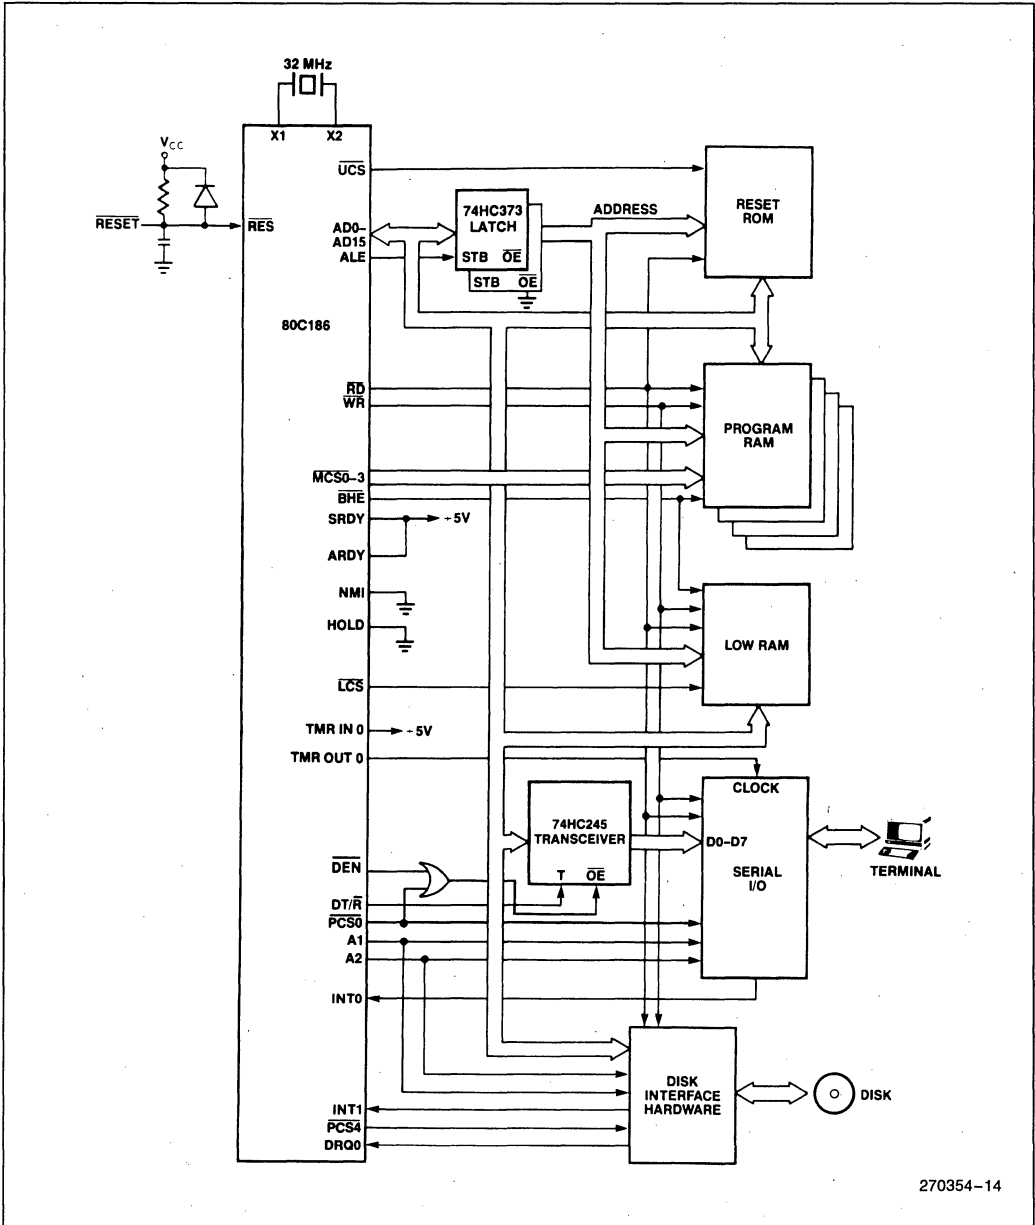 32 MHz
X1
X2
VCC
RESET
RES
UCS
AD0-
AD15
ALE
74HC373
LATCH
STB OE
STB OE
ADDRESS
RESET
ROM
80C186
RD
WR
PROGRAM
RAM
MCS0-3
BHE
SRDY
+5V
ARDY
NMI
HOLD
LOW RAM
LCS
TMR IN 0
+5V
TMR OUT 0
CLOCK
74HC245
TRANSCEIVER
T OE
D0-D7
SERIAL
I/O
TERMINAL
DEN
DT/R
PCS0
A1
A2
INT0
DISK
INTERFACE
HARDWARE
DISK
INT1
PCS4
DRQ0
270354-14